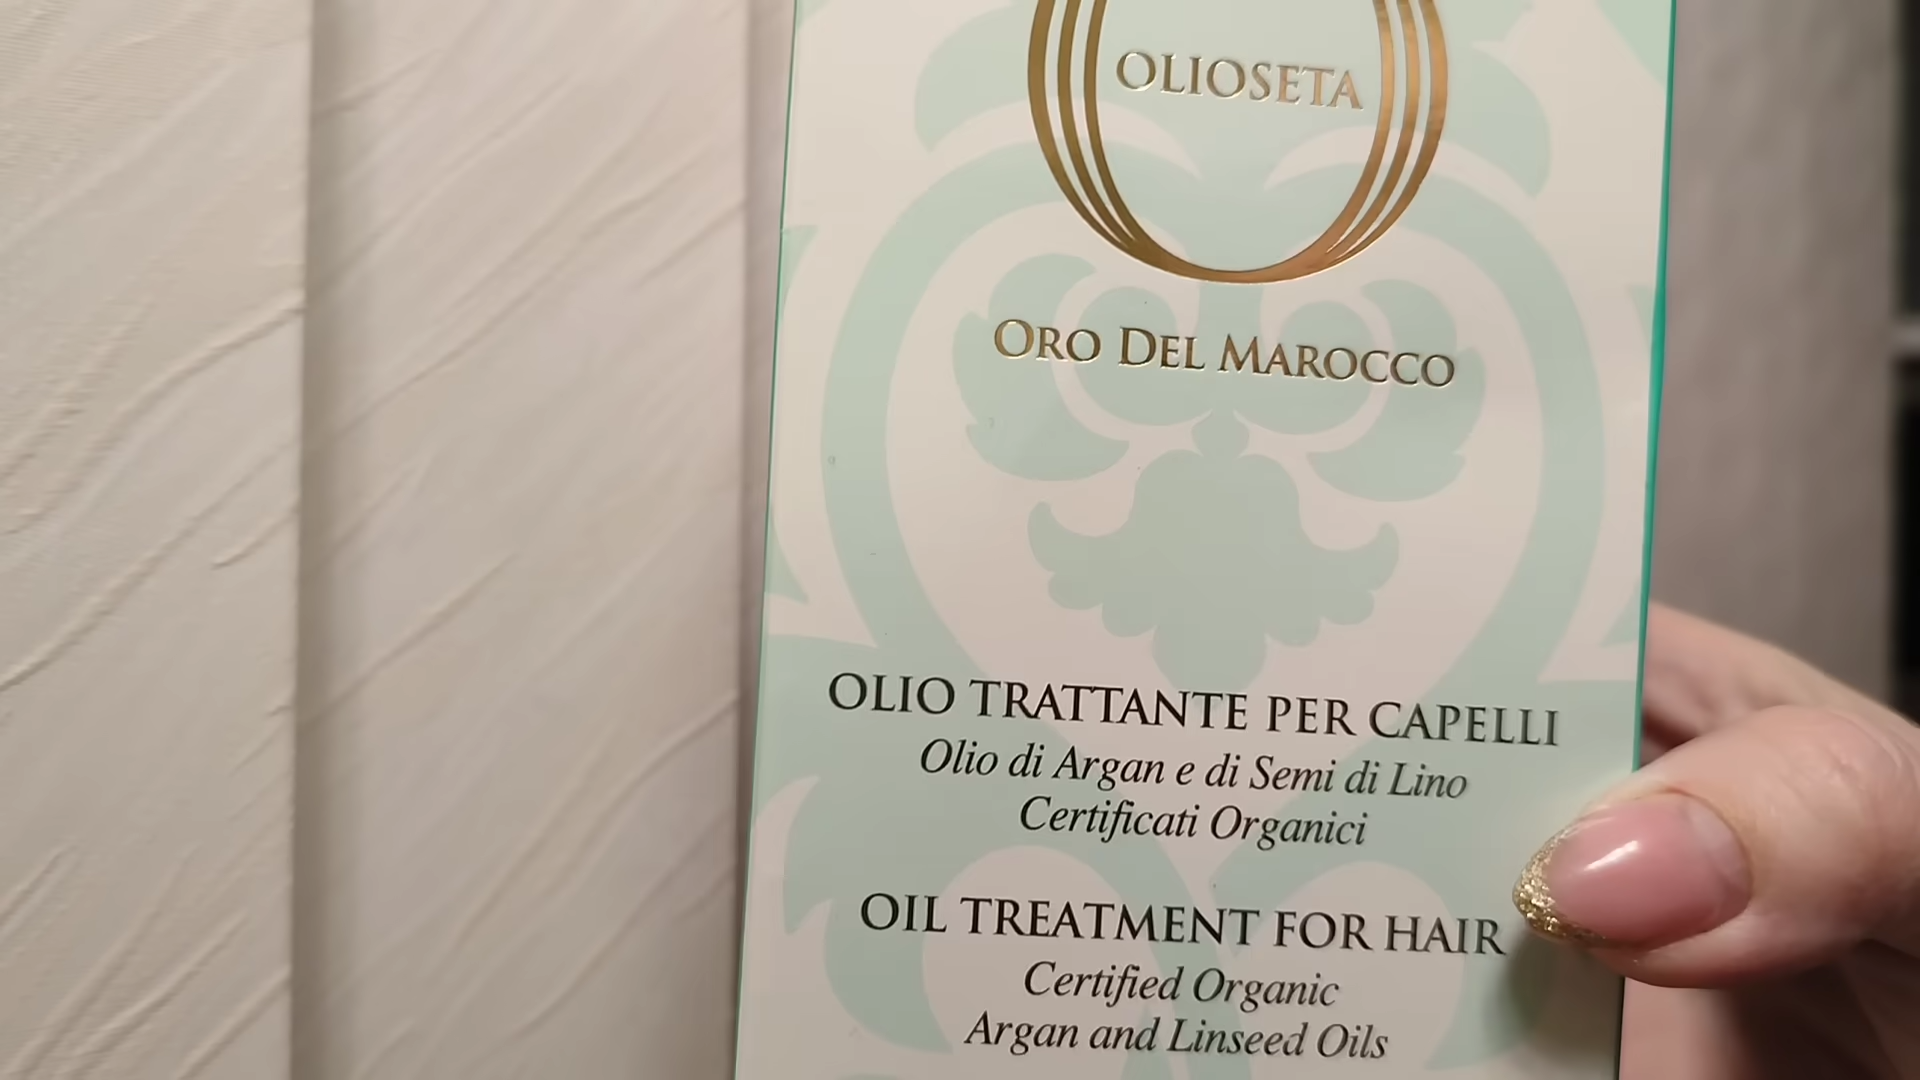 OLIOSETA
ORO DEL MAROCCO
OLIO TRATTANTE PER CAPELLI
Olio di Argan e di Semi di Lino
Certificati Organici
OIL TREATMENT FOR HAIR
Certified Organic
Argan and Linseed Oils